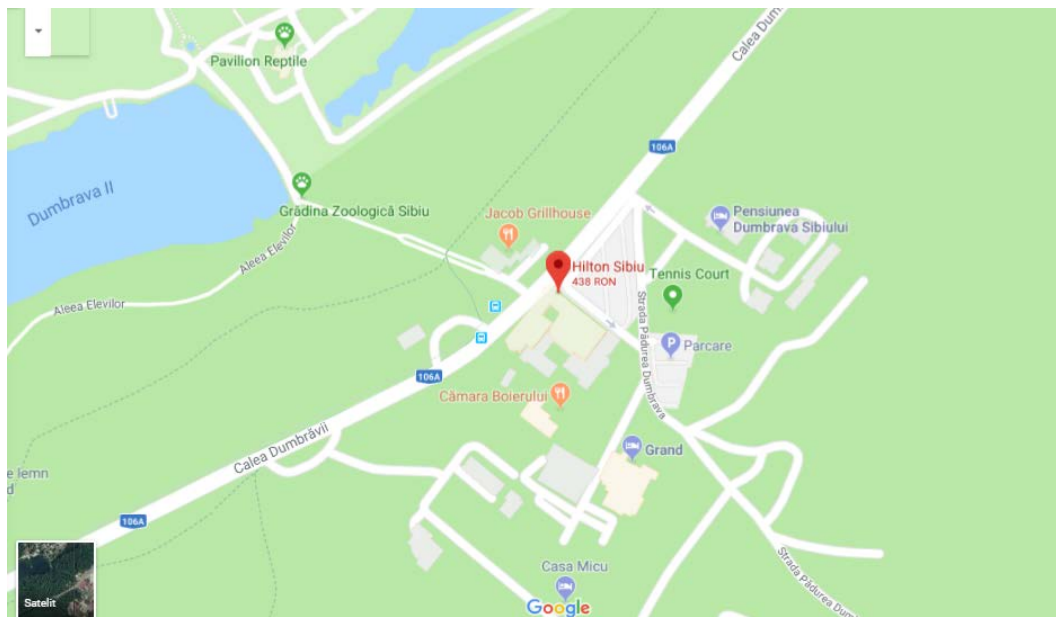 Calea Dum
Pavilion Reptile
106A
Dumbrava II
Grădina Zoologică Sibiu
Jacob Grillhouse
Pensiunea
Dumbrava Sibiului
Aleea Elevilor
Hilton Sibiu
438 RON
Tennis Court
Aleea Elevilor
Strada Pădurea Dumbrava
P
Parcare
106A
Cămara Boierului
Calea Dumbrăvii
Grand
e lemn
d
106A
Strada Pădurea Dum
Casa Micu
Satelit
Google